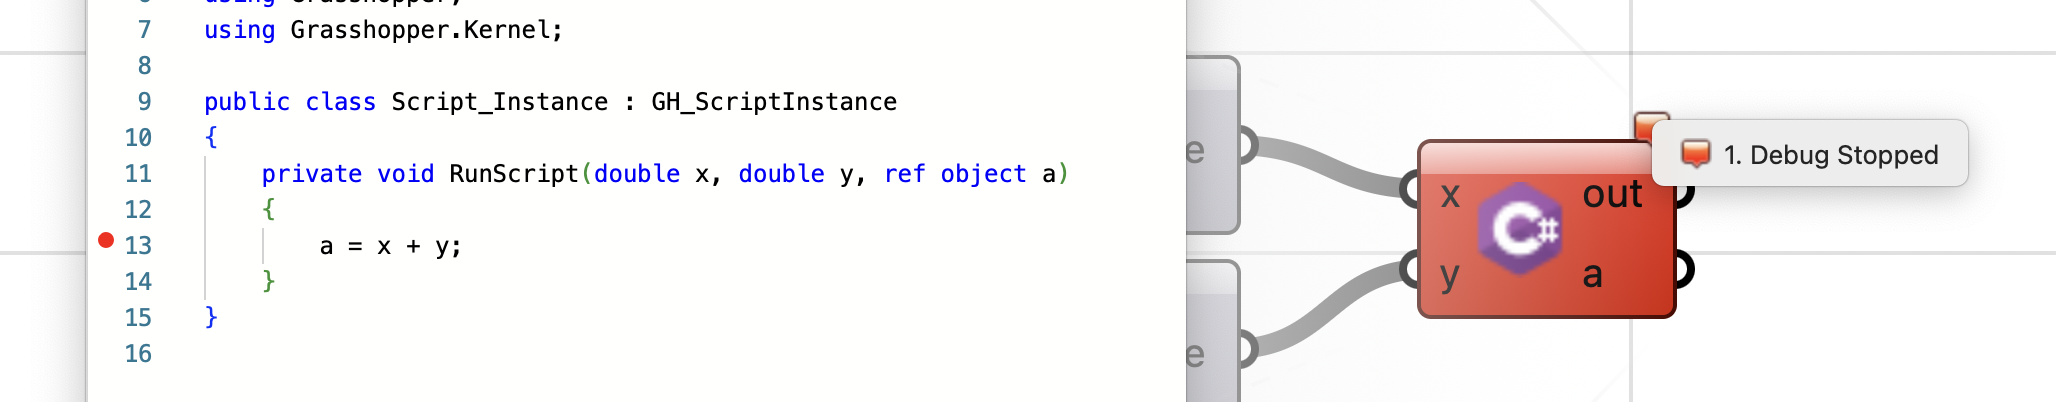 6 using Grasshopper;
7 using Grasshopper.Kernel;
8
9 public class Script_Instance : GH_ScriptInstance
10 {
11 private void RunScript(double x, double y, ref object a)
12 {
13 a = x + y;
14 }
15 }
16
e
e
x
y
C#
out
a
1. Debug Stopped